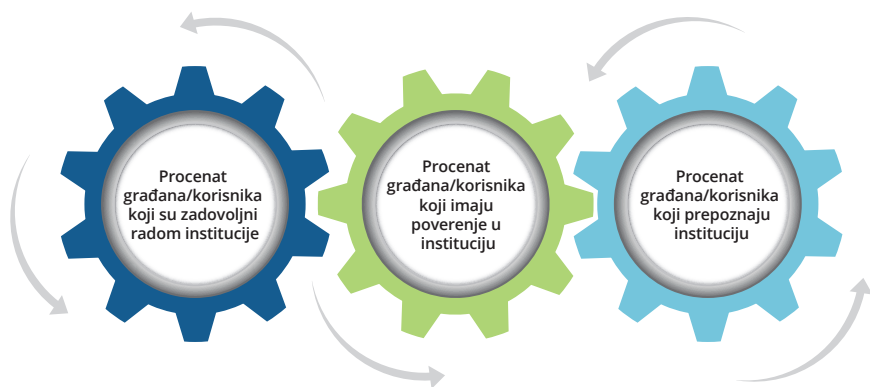 Procenat
građana/korisnika
koji su zadovoljni
radom institucije
Procenat
građana/korisnika
koji imaju
poverenje u
instituciju
Procenat
građana/korisnika
koji prepoznaju
instituciju